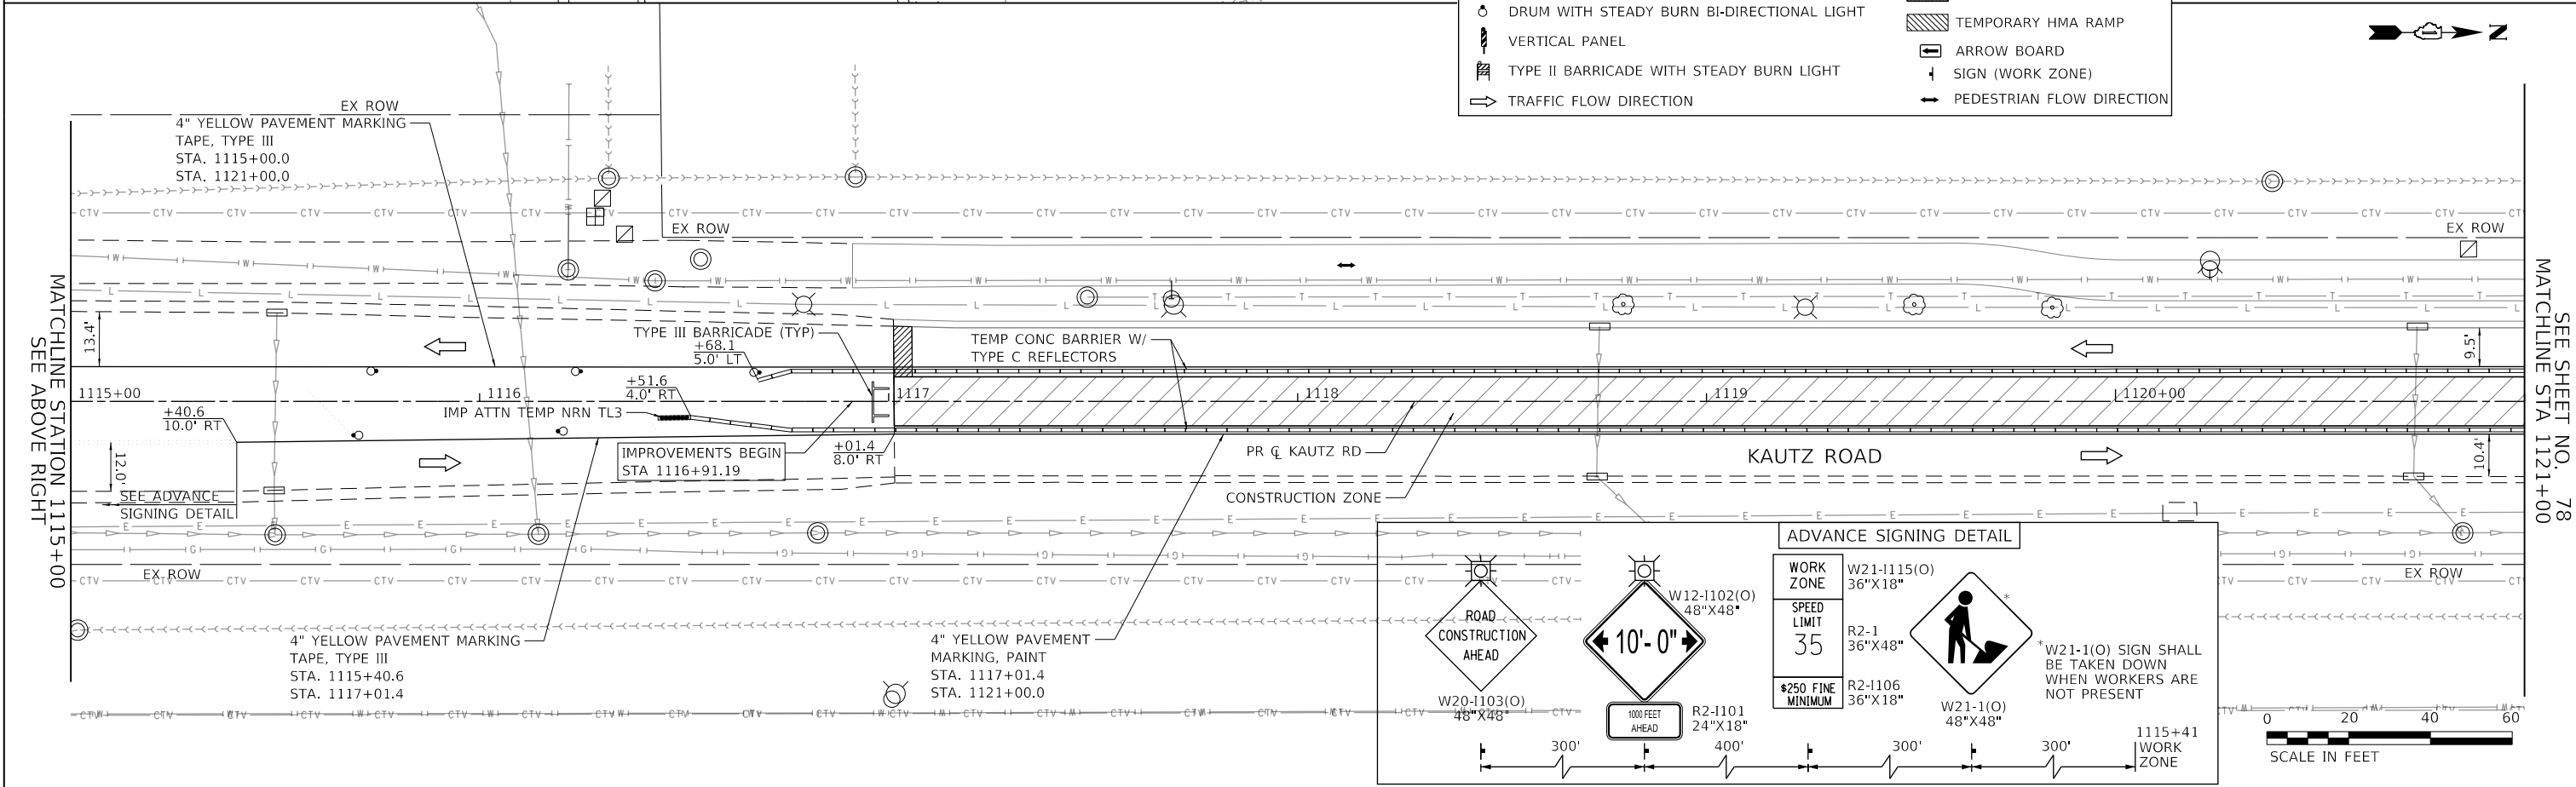 DRUM WITH STEADY BURN BI-DIRECTIONAL LIGHT
VERTICAL PANEL
TYPE II BARRICADE WITH STEADY BURN LIGHT
TRAFFIC FLOW DIRECTION
TEMPORARY HMA RAMP
ARROW BOARD
SIGN (WORK ZONE)
PEDESTRIAN FLOW DIRECTION
N
EX ROW
4" YELLOW PAVEMENT MARKING
TAPE, TYPE III
STA. 1115+00.0
STA. 1121+00.0
EX ROW
EX ROW
MATCHLINE STATION 1115+00
SEE ABOVE RIGHT
13.4'
TYPE III BARRICADE (TYP)
+68.1
5.0' LT
TEMP CONC BARRIER W/
TYPE C REFLECTORS
9.5'
SEE SHEET NO. 78
MATCHLINE STA 1121+00
1115+00
1116
1117
1118
1119
1120+00
+51.6
4.0' RT
IMP ATTN TEMP NRN TL3
+40.6
10.0' RT
IMPROVEMENTS BEGIN
STA 1116+91.19
+01.4
8.0' RT
PR ℄ KAUTZ RD
KAUTZ ROAD
10.4'
12.0'
SEE ADVANCE
SIGNING DETAIL
CONSTRUCTION ZONE
EX ROW
EX ROW
4" YELLOW PAVEMENT MARKING
TAPE, TYPE III
STA. 1115+40.6
STA. 1117+01.4
4" YELLOW PAVEMENT
MARKING, PAINT
STA. 1117+01.4
STA. 1121+00.0
ADVANCE SIGNING DETAIL
ROAD
CONSTRUCTION
AHEAD
W20-I103(O)
48"X48"
W12-I102(O)
48"X48"
10'-0"
1000 FEET
AHEAD
R2-I101
24"X18"
WORK
ZONE
W21-I115(O)
36"X18"
SPEED
LIMIT
35
R2-1
36"X48"
$250 FINE
MINIMUM
R2-I106
36"X18"
*
W21-1(O)
48"X48"
*W21-1(O) SIGN SHALL
BE TAKEN DOWN
WHEN WORKERS ARE
NOT PRESENT
300'
400'
300'
300'
1115+41
WORK
ZONE
0 20 40 60
SCALE IN FEET